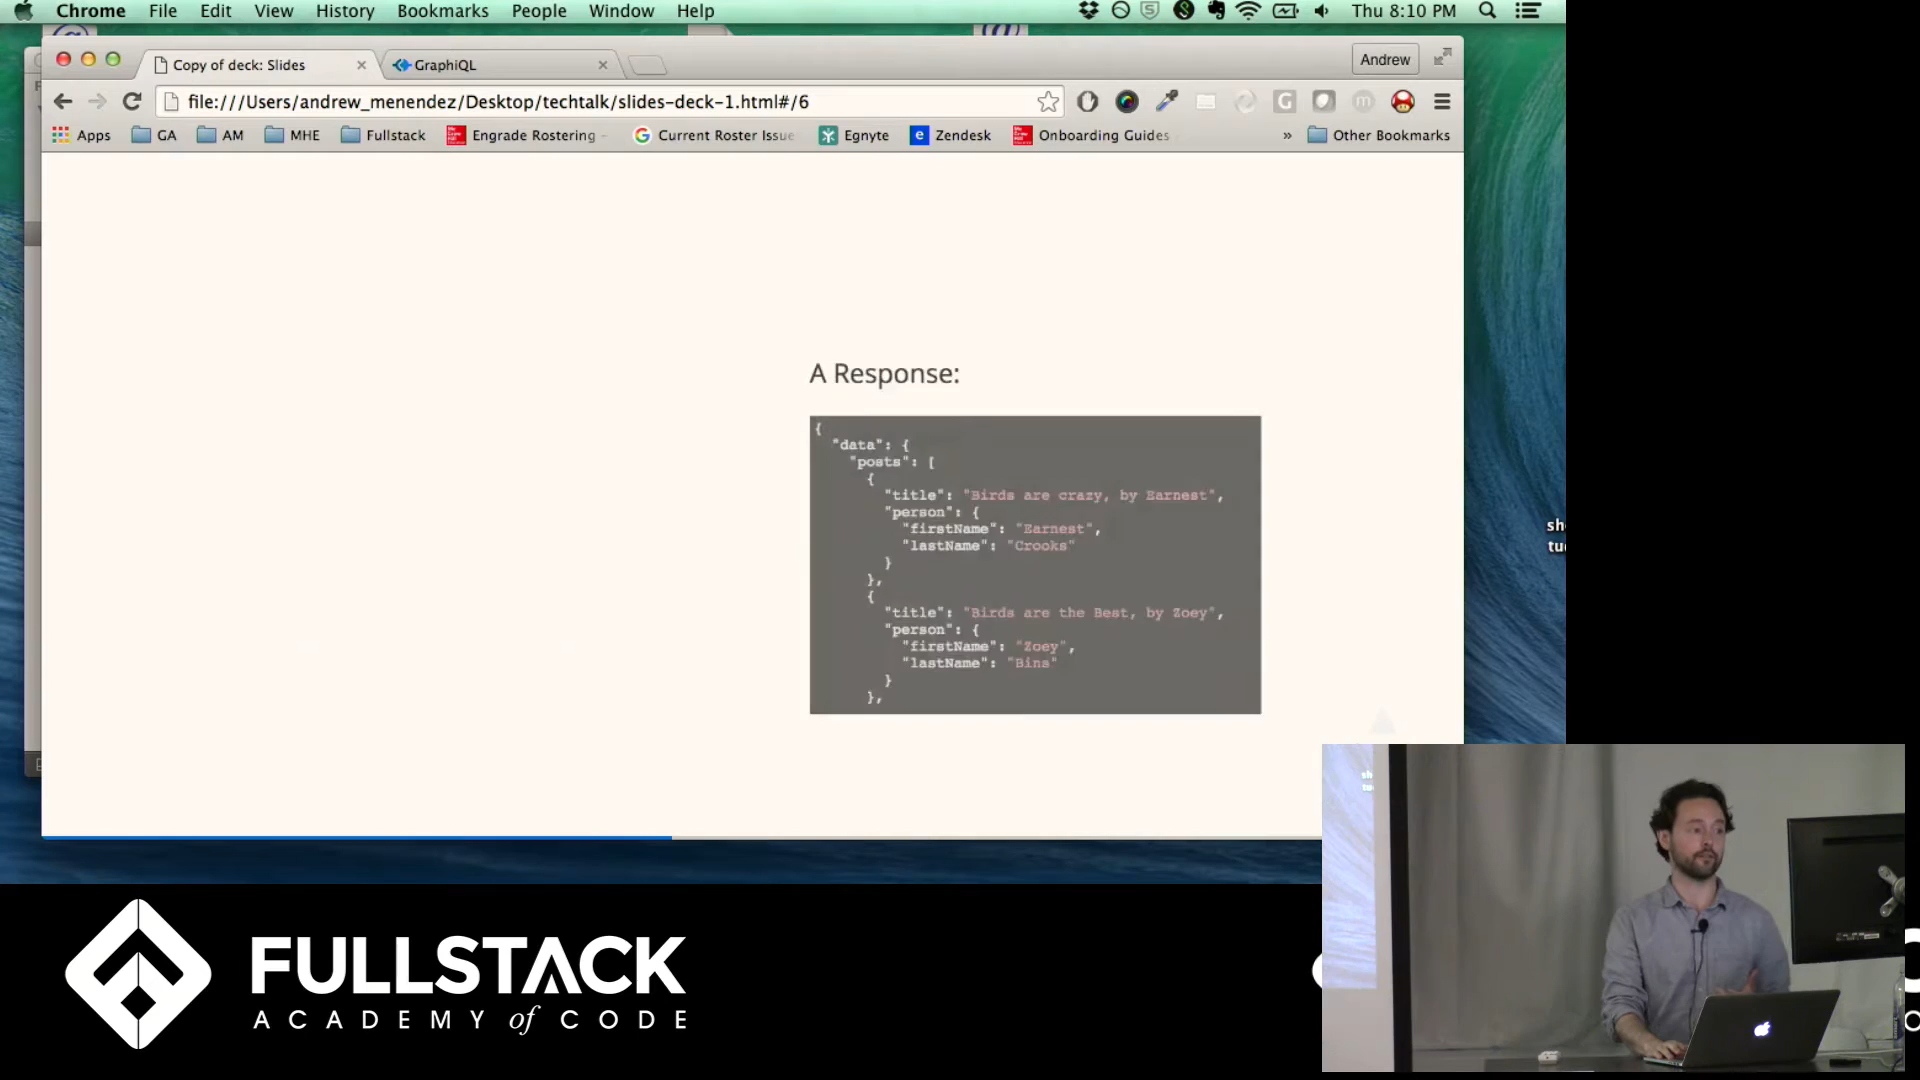 Chrome File Edit View History Bookmarks People Window Help Thu 8:10 PM
Copy of deck: Slides GraphiQL Andrew
file:///Users/andrew_menendez/Desktop/techtalk/slides-deck-1.html#/6
Apps GA AM MHE Fullstack Engrade Rostering - Current Roster Issue Egnyte Zendesk Onboarding Guides » Other Bookmarks
A Response:
{
"data": {
"posts": [
{
"title": "Birds are crazy, by Earnest",
"person": {
"firstName": "Earnest",
"lastName": "Crooks"
}
},
{
"title": "Birds are the Best, by Zoey",
"person": {
"firstName": "Zoey",
"lastName": "Bins"
}
},
FULLSTACK
ACADEMY of CODE